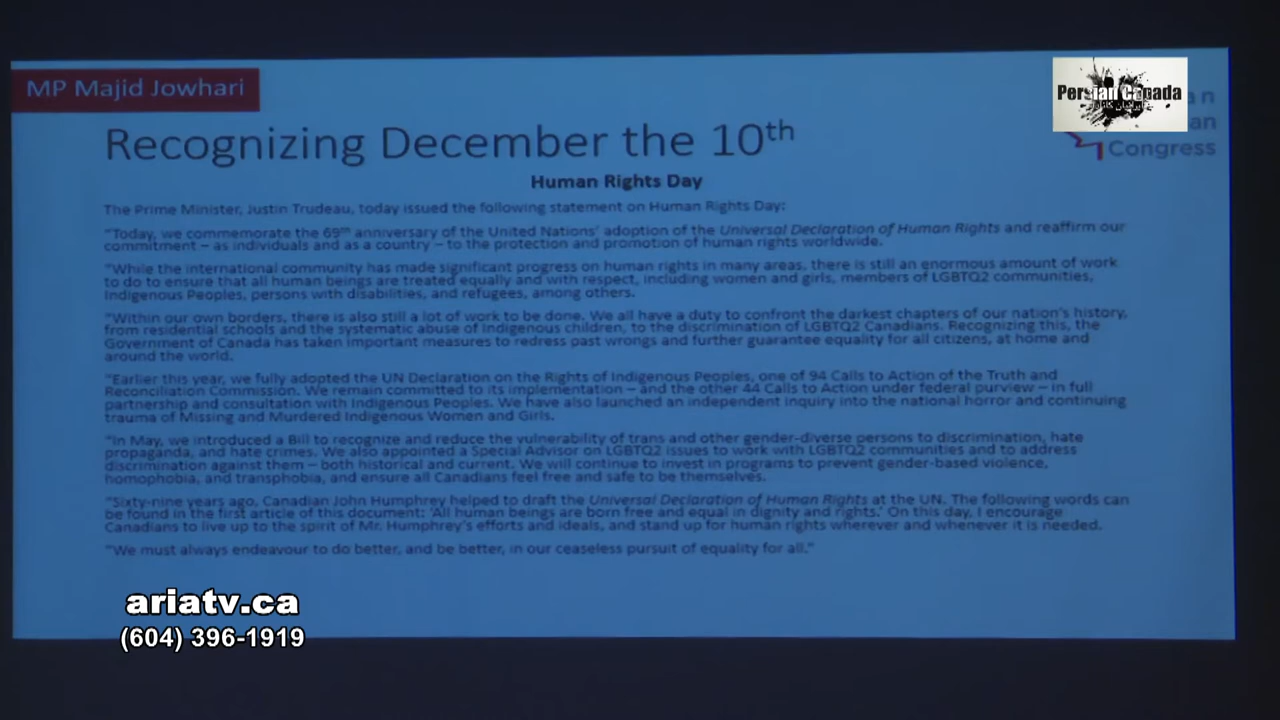 MP Majid Jowhari
Persian Canada
ایرانیان کانادا
an
an
Congress
Recognizing December the 10th
Human Rights Day
The Prime Minister, Justin Trudeau, today issued the following statement on Human Rights Day:
"Today, we commemorate the 69th anniversary of the United Nations' adoption of the Universal Declaration of Human Rights and reaffirm our
commitment – as individuals and as a country – to the protection and promotion of human rights worldwide.
"While the international community has made significant progress on human rights in many areas, there is still an enormous amount of work
to do to ensure that all human beings are treated equally and with respect, including women and girls, members of LGBTQ2 communities,
Indigenous Peoples, persons with disabilities, and refugees, among others.
"Within our own borders, there is also still a lot of work to be done. We all have a duty to confront the darkest chapters of our nation's history,
from residential schools and the systematic abuse of Indigenous children, to the discrimination of LGBTQ2 Canadians. Recognizing this, the
Government of Canada has taken important measures to redress past wrongs and further guarantee equality for all citizens, at home and
around the world.
"Earlier this year, we fully adopted the UN Declaration on the Rights of Indigenous Peoples, one of 94 Calls to Action of the Truth and
Reconciliation Commission. We remain committed to its implementation – and the other 44 Calls to Action under federal purview – in full
partnership and consultation with Indigenous Peoples. We have also launched an independent inquiry into the national horror and continuing
trauma of Missing and Murdered Indigenous Women and Girls.
"In May, we introduced a Bill to recognize and reduce the vulnerability of trans and other gender-diverse persons to discrimination, hate
propaganda, and hate crimes. We also appointed a Special Advisor on LGBTQ2 issues to work with LGBTQ2 communities and to address
discrimination against them – both historical and current. We will continue to invest in programs to prevent gender-based violence,
homophobia, and transphobia, and ensure all Canadians feel free and safe to be themselves.
"Sixty-nine years ago, Canadian John Humphrey helped to draft the Universal Declaration of Human Rights at the UN. The following words can
be found in the first article of this document: 'All human beings are born free and equal in dignity and rights.' On this day, I encourage
Canadians to live up to the spirit of Mr. Humphrey's efforts and ideals, and stand up for human rights wherever and whenever it is needed.
"We must always endeavour to do better, and be better, in our ceaseless pursuit of equality for all."
ariatv.ca
(604) 396-1919